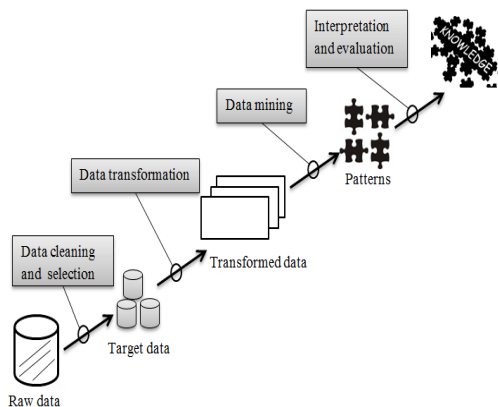 Interpretation
and evaluation
KNOWLEDGE
Data mining
Patterns
Data transformation
Transformed data
Data cleaning
and selection
Target data
Raw data